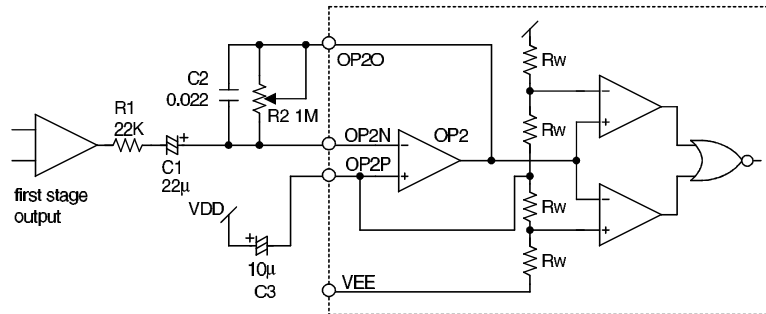 OP2O
Rw
C2
0.022
R1
22K
R2 1M
Rw
OP2N
OP2
C1
22µ
OP2P
first stage
output
VDD
Rw
10µ
C3
VEE
Rw